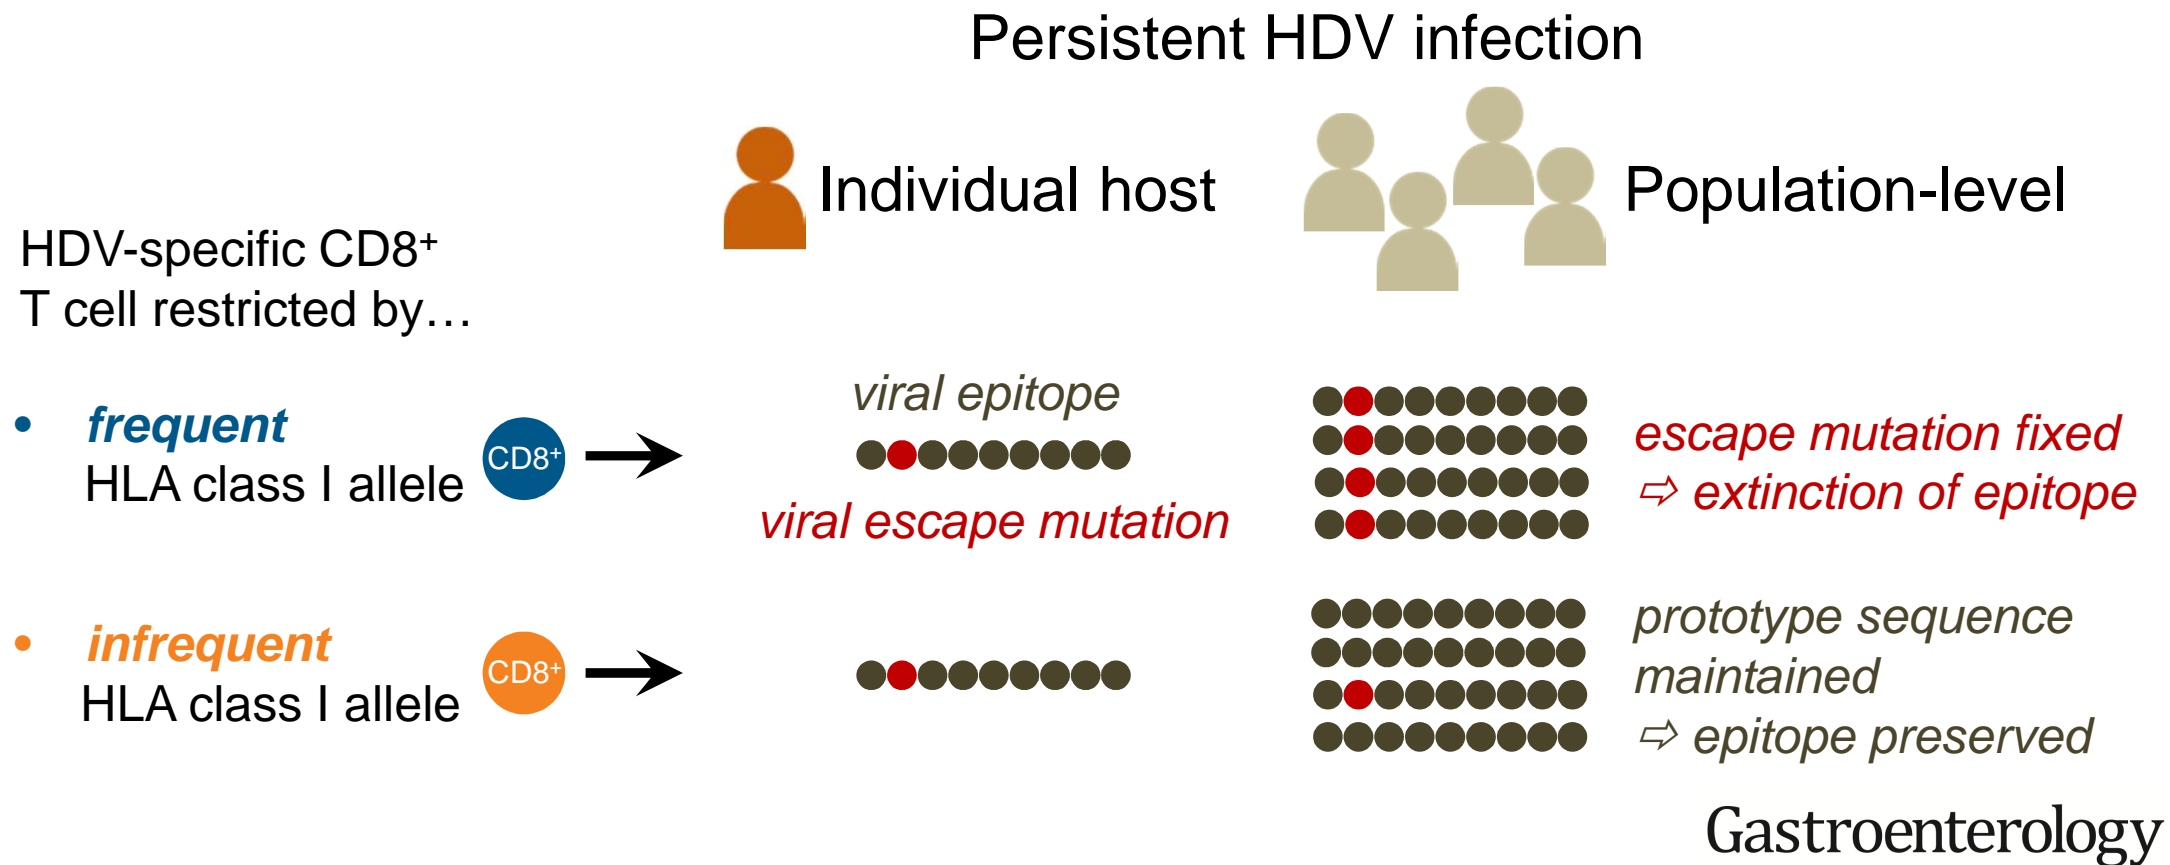 Persistent HDV infection
Individual host
Population-level
HDV-specific CD8+
T cell restricted by…
• frequent
HLA class I allele
CD8+
viral epitope
viral escape mutation
escape mutation fixed
⇨ extinction of epitope
• infrequent
HLA class I allele
CD8+
prototype sequence
maintained
⇨ epitope preserved
Gastroenterology